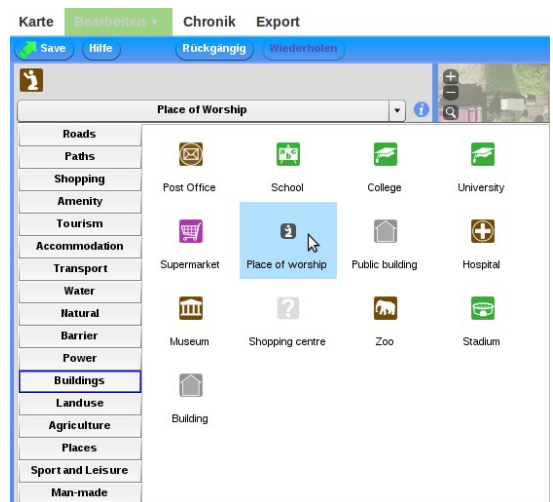 Karte Bearbeiten Chronik Export
Save Hilfe Rückgängig Wiederholen
Place of Worship
Roads
Paths
Shopping
Amenity
Tourism
Accommodation
Transport
Water
Natural
Barrier
Power
Buildings
Landuse
Agriculture
Places
Sport and Leisure
Man-made
Post Office School College University
Supermarket Place of worship Public building Hospital
Museum Shopping centre Zoo Stadium
Building